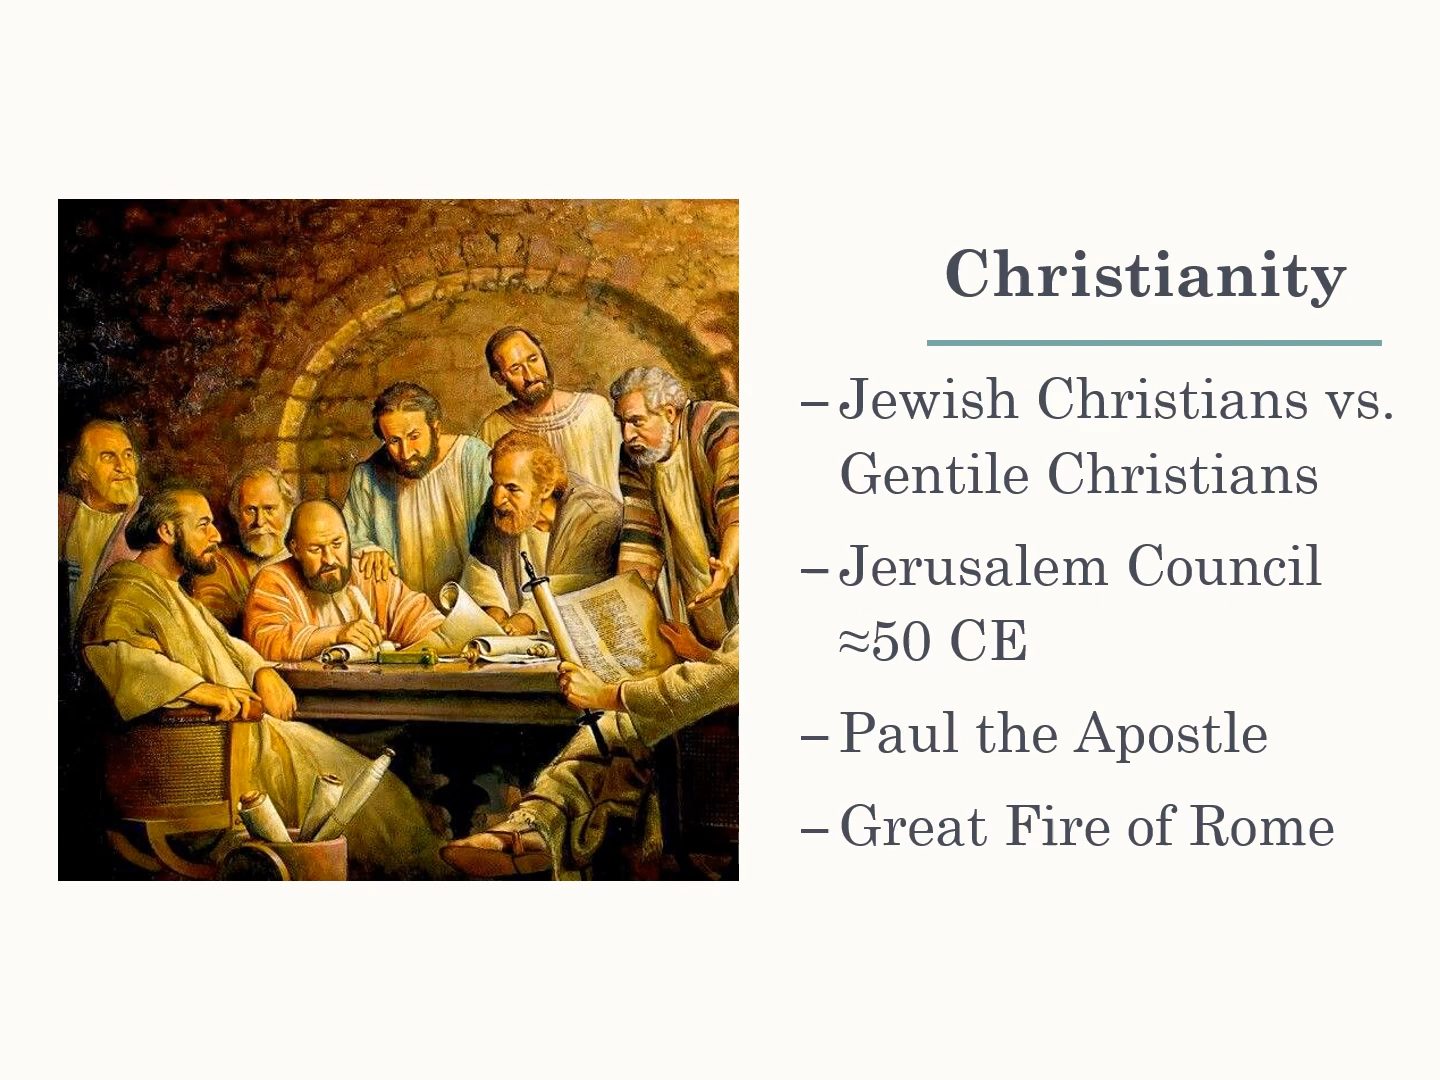 Christianity
– Jewish Christians vs.
Gentile Christians
– Jerusalem Council
≈50 CE
– Paul the Apostle
– Great Fire of Rome